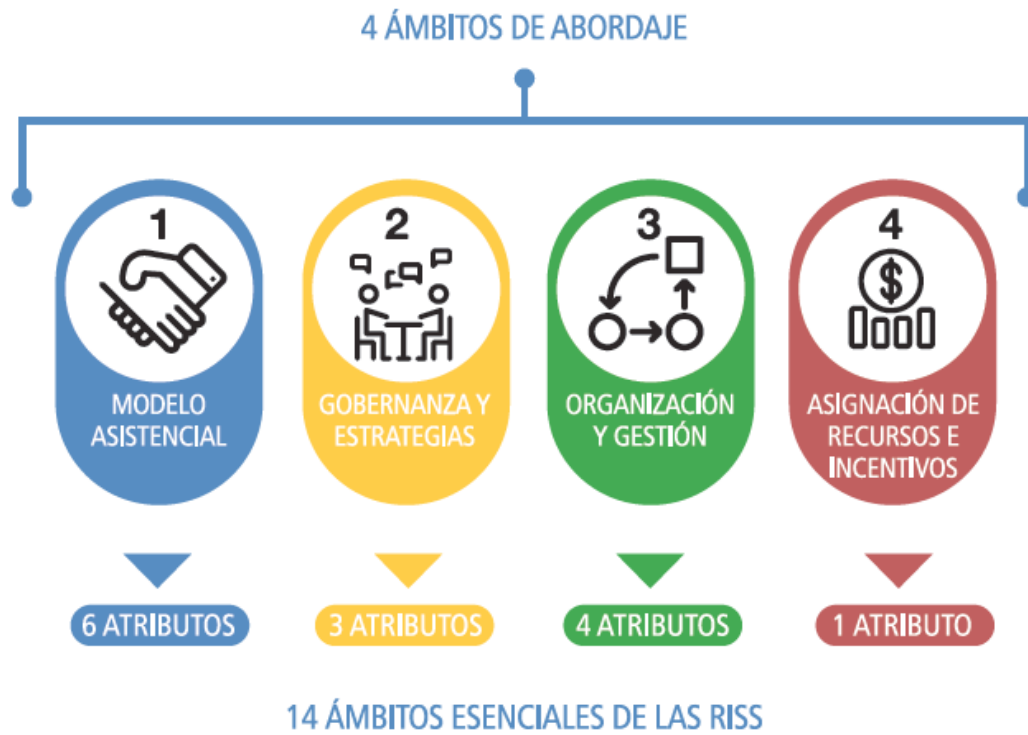 4 ÁMBITOS DE ABORDAJE
1
2
3
4
$
MODELO
ASISTENCIAL
GOBERNANZA Y
ESTRATEGIAS
ORGANIZACIÓN
Y GESTIÓN
ASIGNACIÓN DE
RECURSOS E
INCENTIVOS
6 ATRIBUTOS
3 ATRIBUTOS
4 ATRIBUTOS
1 ATRIBUTO
14 ÁMBITOS ESENCIALES DE LAS RISS